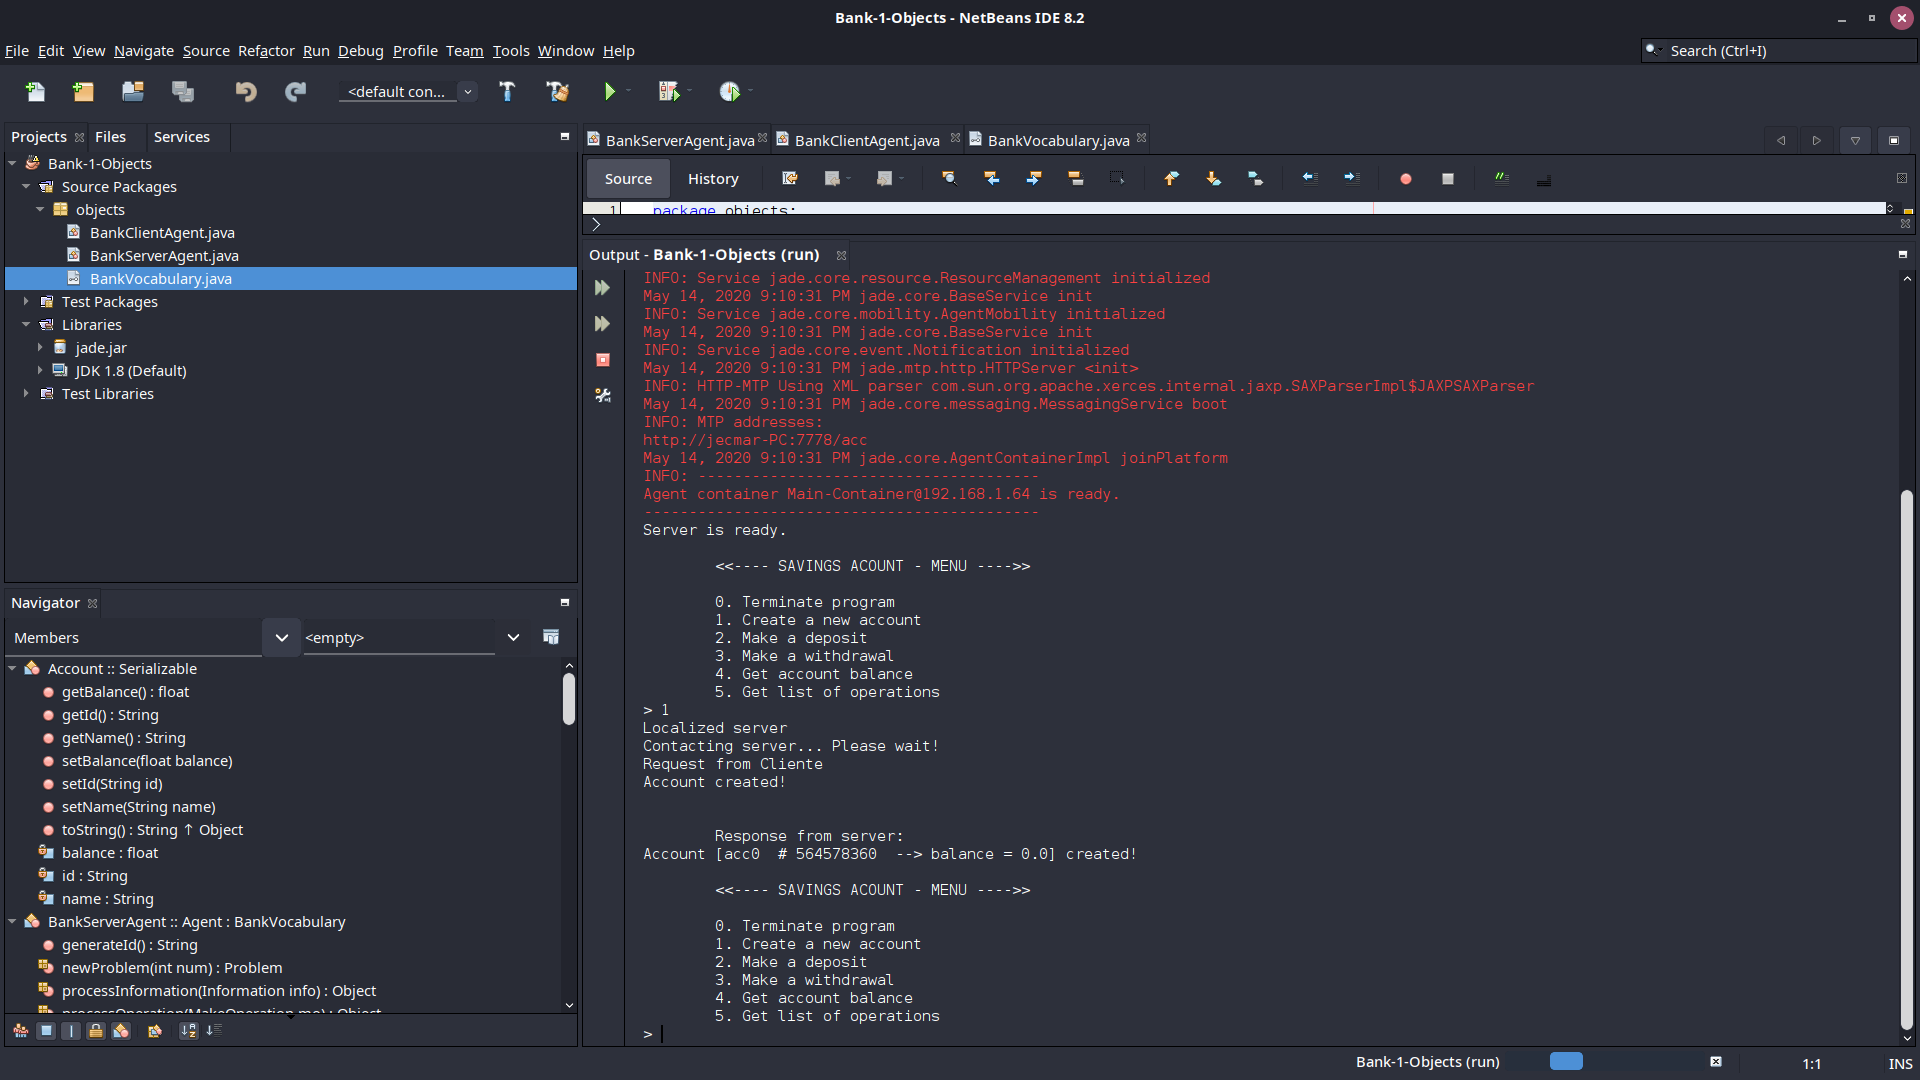 Bank-1-Objects - NetBeans IDE 8.2
File Edit View Navigate Source Refactor Run Debug Profile Team Tools Window Help
Search (Ctrl+I)
<default con...
Projects Files Services
Bank-1-Objects
Source Packages
objects
BankClientAgent.java
BankServerAgent.java
BankVocabulary.java
Test Packages
Libraries
jade.jar
JDK 1.8 (Default)
Test Libraries
Navigator
Members <empty>
Account :: Serializable
getBalance() : float
getId() : String
getName() : String
setBalance(float balance)
setId(String id)
setName(String name)
toString() : String ↑ Object
balance : float
id : String
name : String
BankServerAgent :: Agent : BankVocabulary
generateId() : String
newProblem(int num) : Problem
processInformation(Information info) : Object
processOperation(MakeOperation mo) : Object
BankServerAgent.java BankClientAgent.java BankVocabulary.java
Source History
1 package objects;
Output - Bank-1-Objects (run)
INFO: Service jade.core.resource.ResourceManagement initialized
May 14, 2020 9:10:31 PM jade.core.BaseService init
INFO: Service jade.core.mobility.AgentMobility initialized
May 14, 2020 9:10:31 PM jade.core.BaseService init
INFO: Service jade.core.event.Notification initialized
May 14, 2020 9:10:31 PM jade.mtp.http.HTTPServer <init>
INFO: HTTP-MTP Using XML parser com.sun.org.apache.xerces.internal.jaxp.SAXParserImpl$JAXPSAXParser
May 14, 2020 9:10:31 PM jade.core.messaging.MessagingService boot
INFO: MTP addresses:
http://jecmar-PC:7778/acc
May 14, 2020 9:10:31 PM jade.core.AgentContainerImpl joinPlatform
INFO: --------------------------------------
Agent container Main-Container@192.168.1.64 is ready.
--------------------------------------------
Server is ready.
<<---- SAVINGS ACOUNT - MENU ---->>
0. Terminate program
1. Create a new account
2. Make a deposit
3. Make a withdrawal
4. Get account balance
5. Get list of operations
> 1
Localized server
Contacting server... Please wait!
Request from Cliente
Account created!
Response from server:
Account [acc0 # 564578360 --> balance = 0.0] created!
<<---- SAVINGS ACOUNT - MENU ---->>
0. Terminate program
1. Create a new account
2. Make a deposit
3. Make a withdrawal
4. Get account balance
5. Get list of operations
>
Bank-1-Objects (run) 1:1 INS